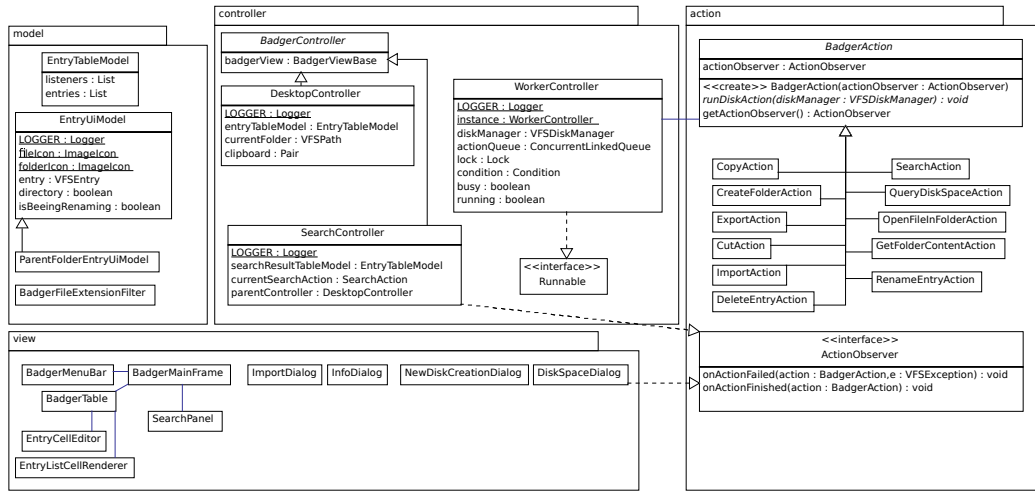 model
EntryTableModel
listeners : List
entries : List
EntryUiModel
LOGGER : Logger
fileIcon : ImageIcon
folderIcon : ImageIcon
entry : VFSEntry
directory : boolean
isBeeingRenaming : boolean
ParentFolderEntryUiModel
BadgerFileExtensionFilter
controller
BadgerController
badgerView : BadgerViewBase
DesktopController
LOGGER : Logger
entryTableModel : EntryTableModel
currentFolder : VFSPath
clipboard : Pair
SearchController
LOGGER : Logger
searchResultTableModel : EntryTableModel
currentSearchAction : SearchAction
parentController : DesktopController
WorkerController
LOGGER : Logger
instance : WorkerController
diskManager : VFSDiskManager
actionQueue : ConcurrentLinkedQueue
lock : Lock
condition : Condition
busy : boolean
running : boolean
<<interface>>
Runnable
action
BadgerAction
actionObserver : ActionObserver
<<create>> BadgerAction(actionObserver : ActionObserver)
runDiskAction(diskManager : VFSDiskManager) : void
getActionObserver() : ActionObserver
CopyAction
SearchAction
CreateFolderAction
QueryDiskSpaceAction
ExportAction
OpenFileInFolderAction
CutAction
GetFolderContentAction
ImportAction
RenameEntryAction
DeleteEntryAction
<<interface>>
ActionObserver
onActionFailed(action : BadgerAction,e : VFSException) : void
onActionFinished(action : BadgerAction) : void
view
BadgerMenuBar
BadgerMainFrame
ImportDialog
InfoDialog
NewDiskCreationDialog
DiskSpaceDialog
BadgerTable
SearchPanel
EntryCellEditor
EntryListCellRenderer